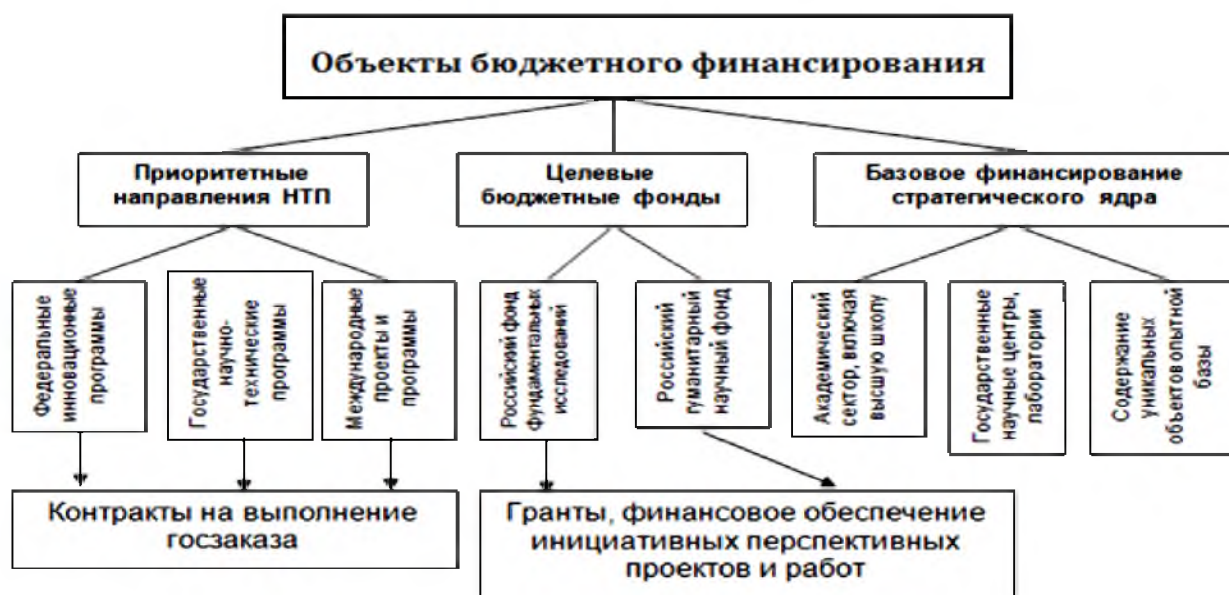 Объекты бюджетного финансирования
Приоритетные
направления НТП
Целевые
бюджетные фонды
Базовое финансирование
стратегического ядра
Федеральные
инновационные
программы
Государственные
научно-
технические
программы
Международные
проекты и
программы
Российский фонд
фундаментальных
исследований
Российский
гуманитарный
научный фонд
Академический
сектор, включая
высшую школу
Государственные
научные центры,
лаборатории
Содержание
уникальных
объектов опытной
базы
Контракты на выполнение
госзаказа
Гранты, финансовое обеспечение
инициативных перспективных
проектов и работ